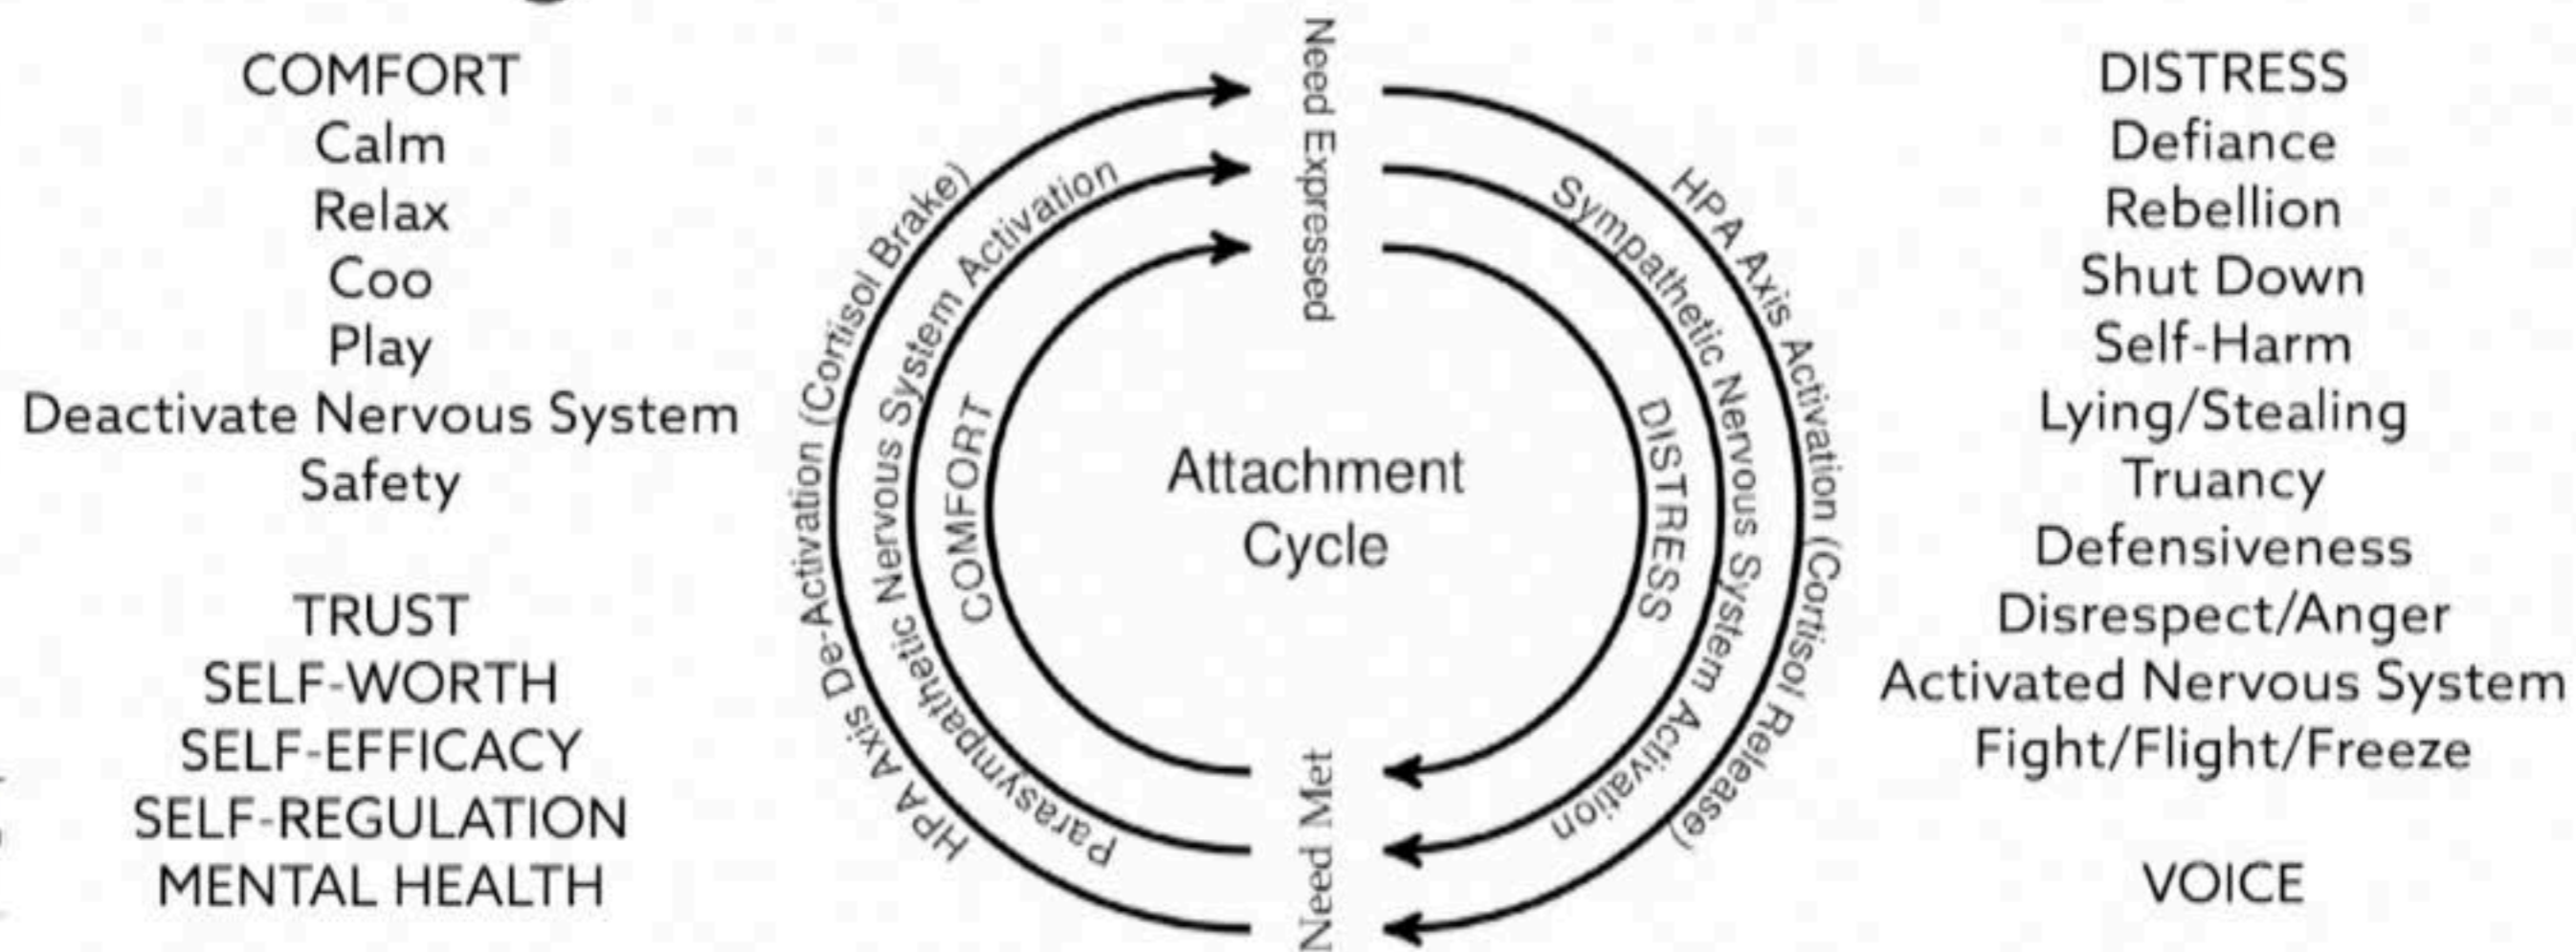 COMFORT
Calm
Relax
Coo
Play
Deactivate Nervous System
Safety
TRUST
SELF-WORTH
SELF-EFFICACY
SELF-REGULATION
MENTAL HEALTH
Need Expressed
HPA Axis De-Activation (Cortisol Brake)
Parasympathetic Nervous System Activation
COMFORT
Attachment
Cycle
DISTRESS
Sympathetic Nervous System Activation
HPA Axis Activation (Cortisol Release)
Need Met
DISTRESS
Defiance
Rebellion
Shut Down
Self-Harm
Lying/Stealing
Truancy
Defensiveness
Disrespect/Anger
Activated Nervous System
Fight/Flight/Freeze
VOICE